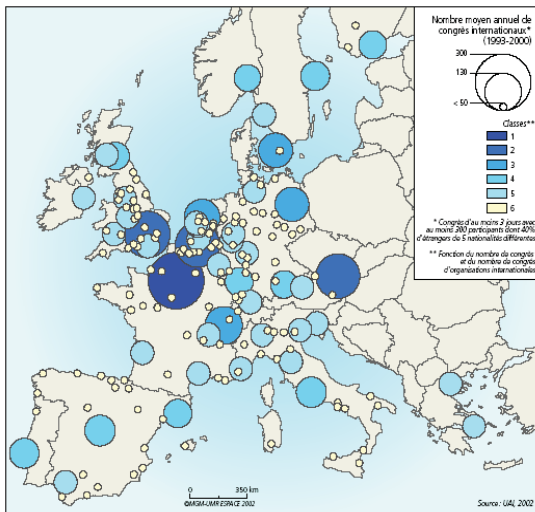 Nombre moyen annuel de
congrès internationaux*
(1993-2000)
300
130
< 50
Classes**
1
2
3
4
5
6
* Congrès d'au moins 3 jours avec
au moins 300 participants dont 40%
d'étrangers de 5 nationalités différentes
** Fonction du nombre de congrès
et du nombre de congrès
d'organisations internationales
0 350 km
©MGM-UMR ESPACE 2002
Source : UAI, 2002